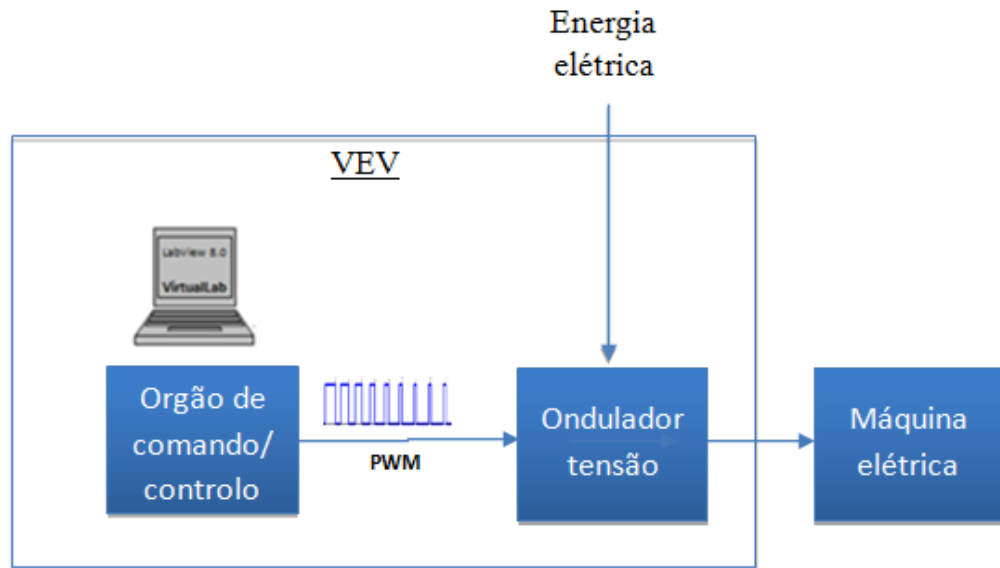 Energia
elétrica
VEV
LabView 8.0
VirtualLab
Orgão de
comando/
controlo
PWM
Ondulador
tensão
Máquina
elétrica